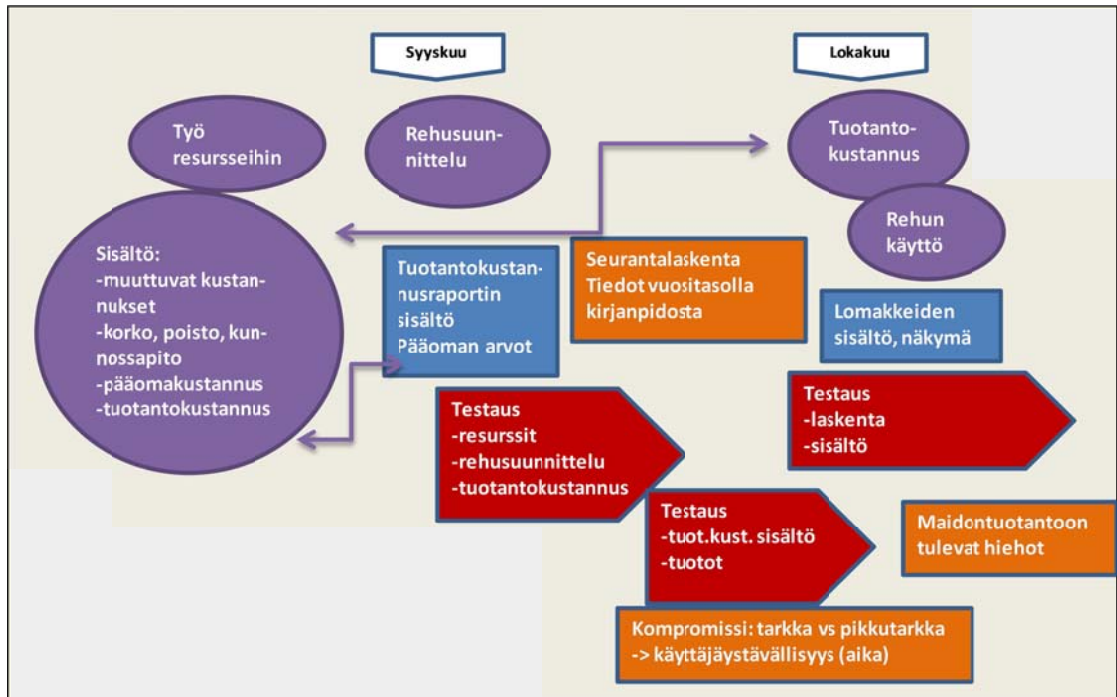 Syyskuu
Lokakuu
Työ
resursseihin
Rehusuun-
nittelu
Tuotanto-
kustannus
Rehun
käyttö
Sisältö:
-muuttuvat kustan-
nukset
-korko, poisto, kun-
nossapito
-pääomakustannus
-tuotantokustannus
Tuotantokustan-
nusraportin
sisältö
Pääoman arvot
Seurantalaskenta
Tiedot vuositasolla
kirjanpidosta
Lomakkeiden
sisältö, näkymä
Testaus
-resurssit
-rehusuunnittelu
-tuotantokustannus
Testaus
-laskenta
-sisältö
Testaus
-tuot.kust. sisältö
-tuotot
Maidontuotantoon
tulevat hiehot
Kompromissi: tarkka vs pikkutarkka
-> käyttäjäystävällisyys (aika)